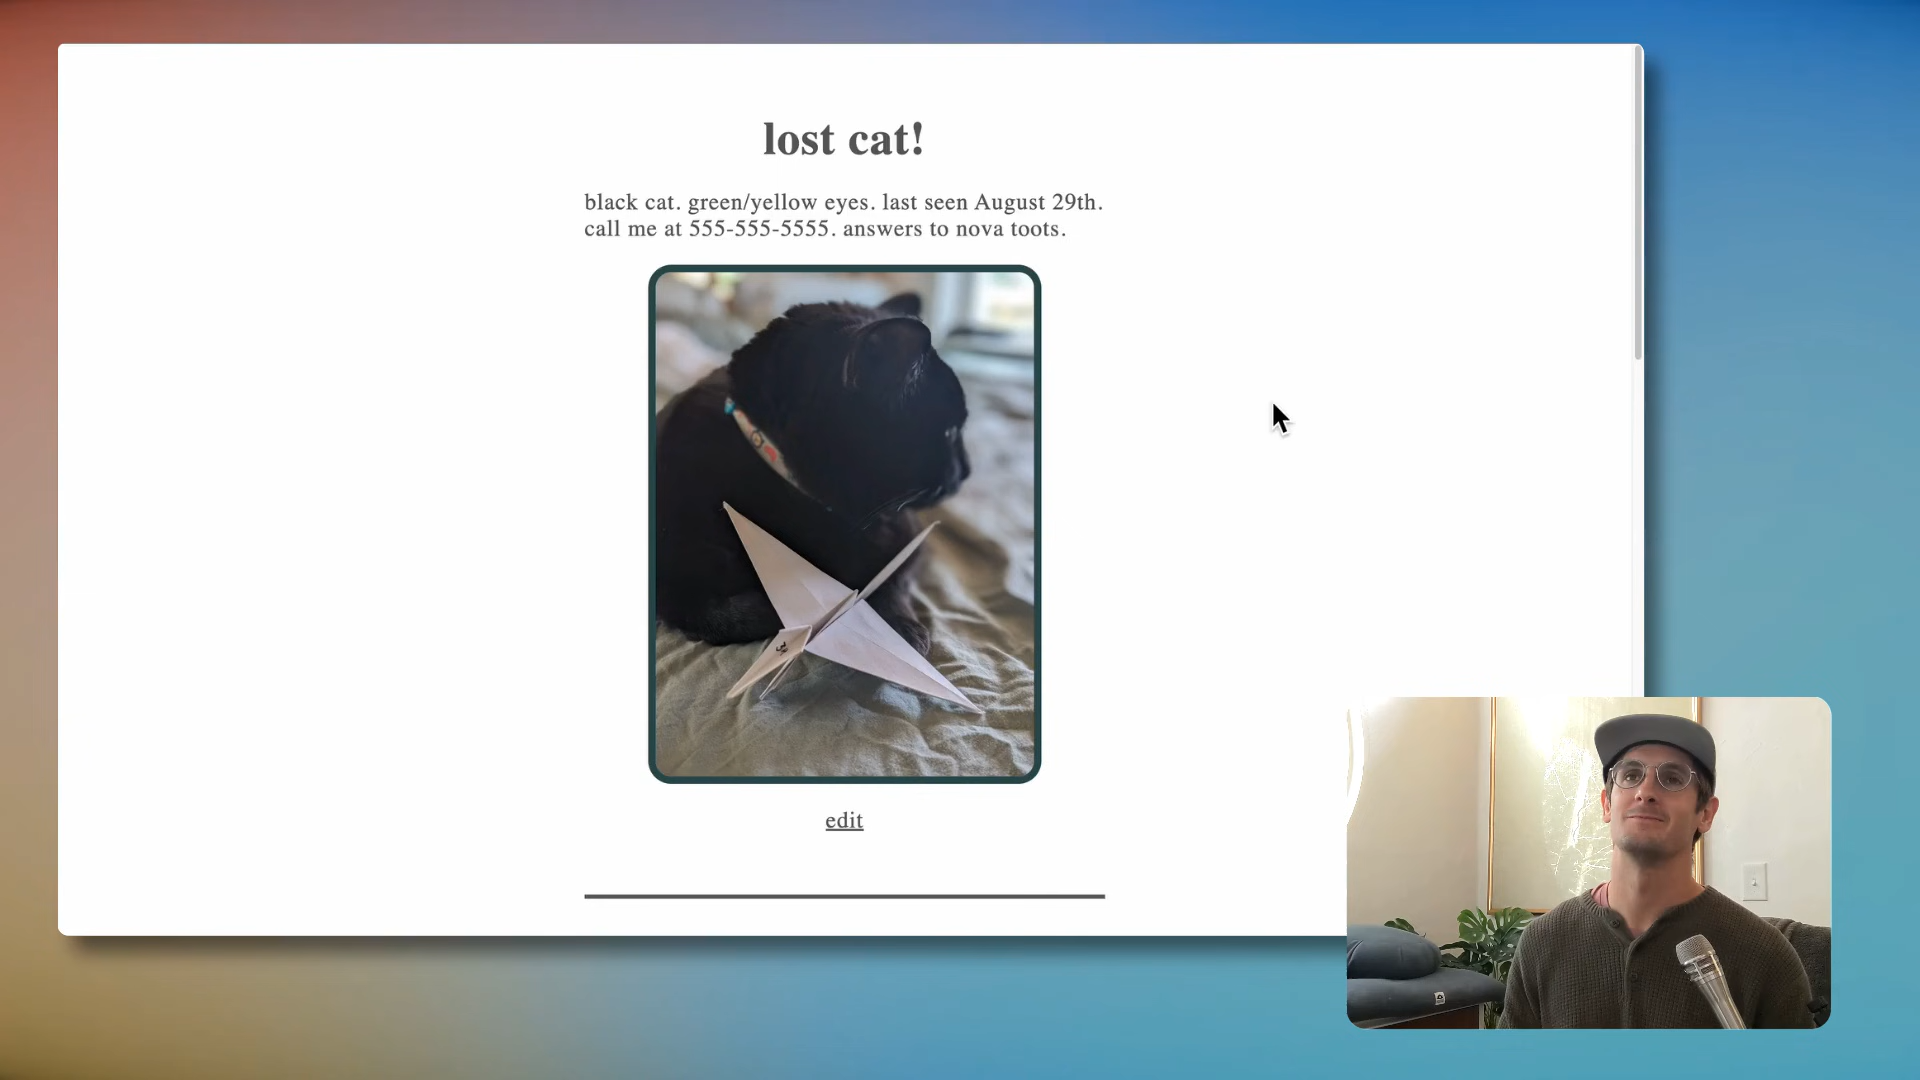 lost cat!
black cat. green/yellow eyes. last seen August 29th.
call me at 555-555-5555. answers to nova toots.
edit